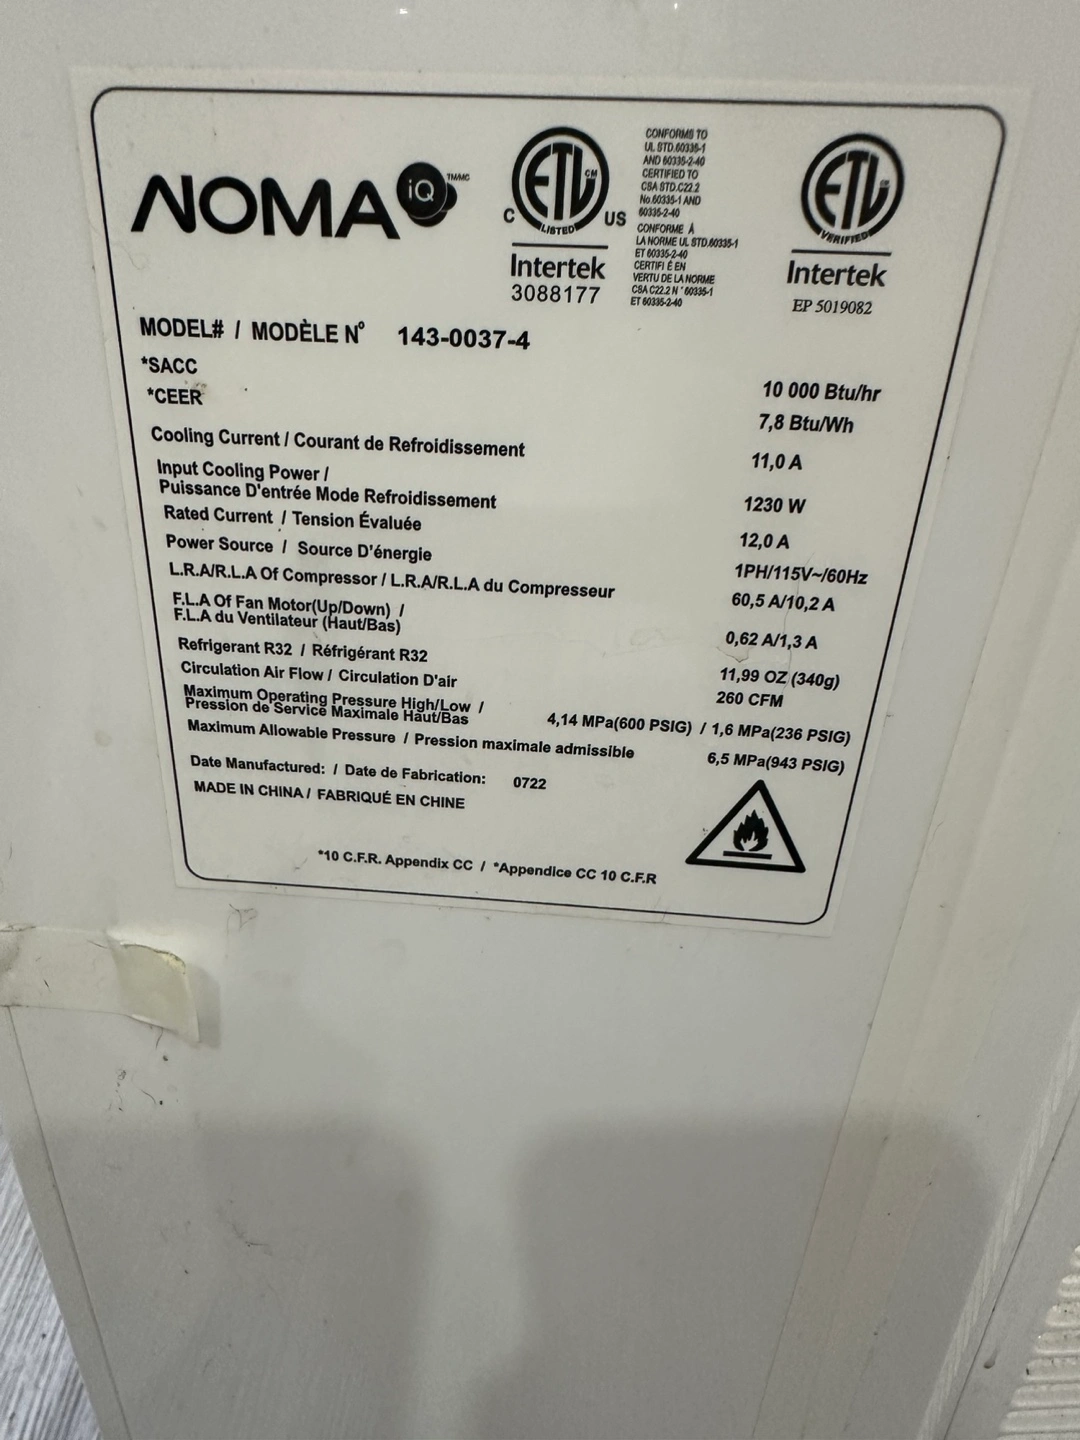 NOMA iQ TM/MC
C ETL CM LISTED US
Intertek
3088177
CONFORMS TO
UL STD.60335-1
AND 60335-2-40
CERTIFIED TO
CSA STD.C22.2
No.60335-1 AND
60335-2-40
CONFORME À
LA NORME UL STD.60335-1
ET 60335-2-40
CERTIFI É EN
VERTU DE LA NORME
CSA C22.2 N° 60335-1
ET 60335-2-40
ETL VERIFIED
Intertek
EP 5019082
MODEL# / MODÈLE N° 143-0037-4
*SACC 10 000 Btu/hr
*CEER 7,8 Btu/Wh
Cooling Current / Courant de Refroidissement 11,0 A
Input Cooling Power /
Puissance D'entrée Mode Refroidissement 1230 W
Rated Current / Tension Évaluée 12,0 A
Power Source / Source D'énergie 1PH/115V~/60Hz
L.R.A/R.L.A Of Compressor / L.R.A/R.L.A du Compresseur 60,5 A/10,2 A
F.L.A Of Fan Motor(Up/Down) /
F.L.A du Ventilateur (Haut/Bas) 0,62 A/1,3 A
Refrigerant R32 / Réfrigérant R32 11,99 OZ (340g)
Circulation Air Flow / Circulation D'air 260 CFM
Maximum Operating Pressure High/Low /
Pression de Service Maximale Haut/Bas 4,14 MPa(600 PSIG) / 1,6 MPa(236 PSIG)
Maximum Allowable Pressure / Pression maximale admissible 6,5 MPa(943 PSIG)
Date Manufactured: / Date de Fabrication: 0722
MADE IN CHINA / FABRIQUÉ EN CHINE
*10 C.F.R. Appendix CC / *Appendice CC 10 C.F.R